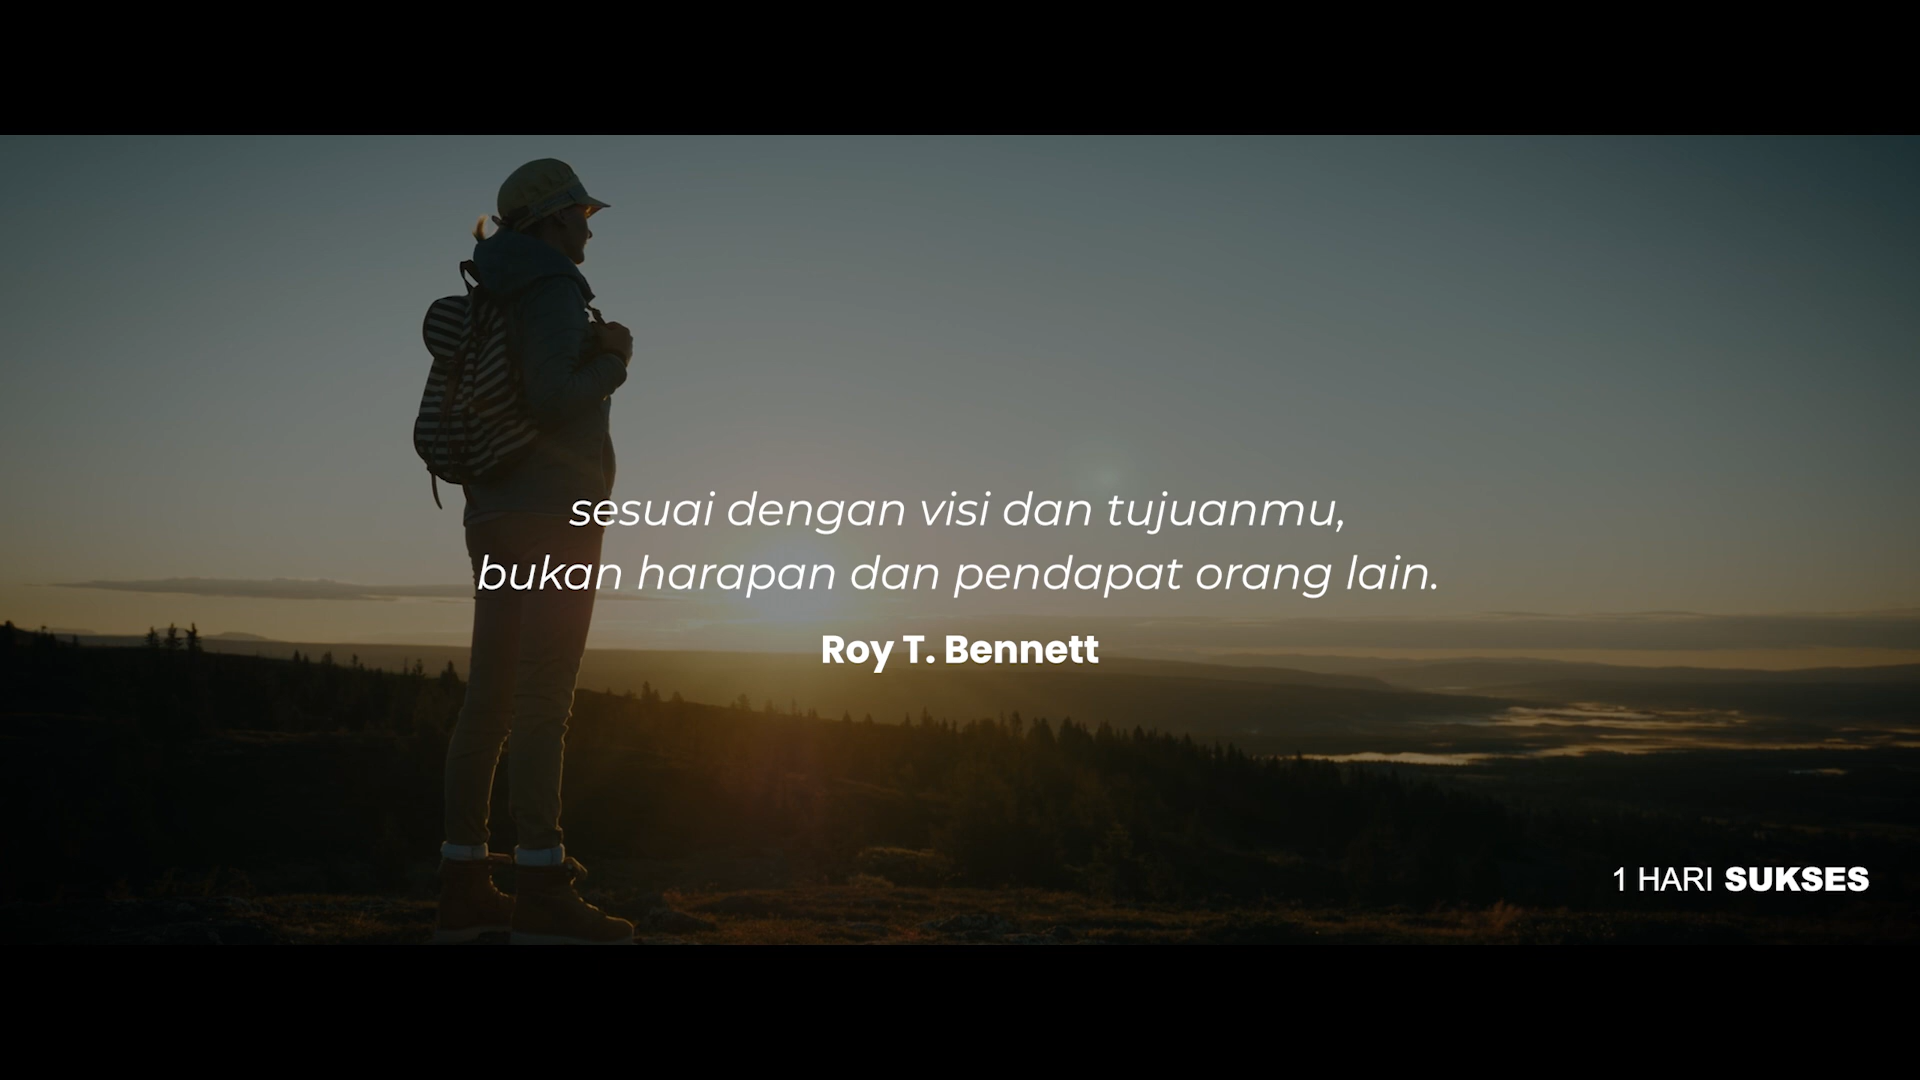 sesuai dengan visi dan tujuanmu,
bukan harapan dan pendapat orang lain.
Roy T. Bennett
1 HARI SUKSES